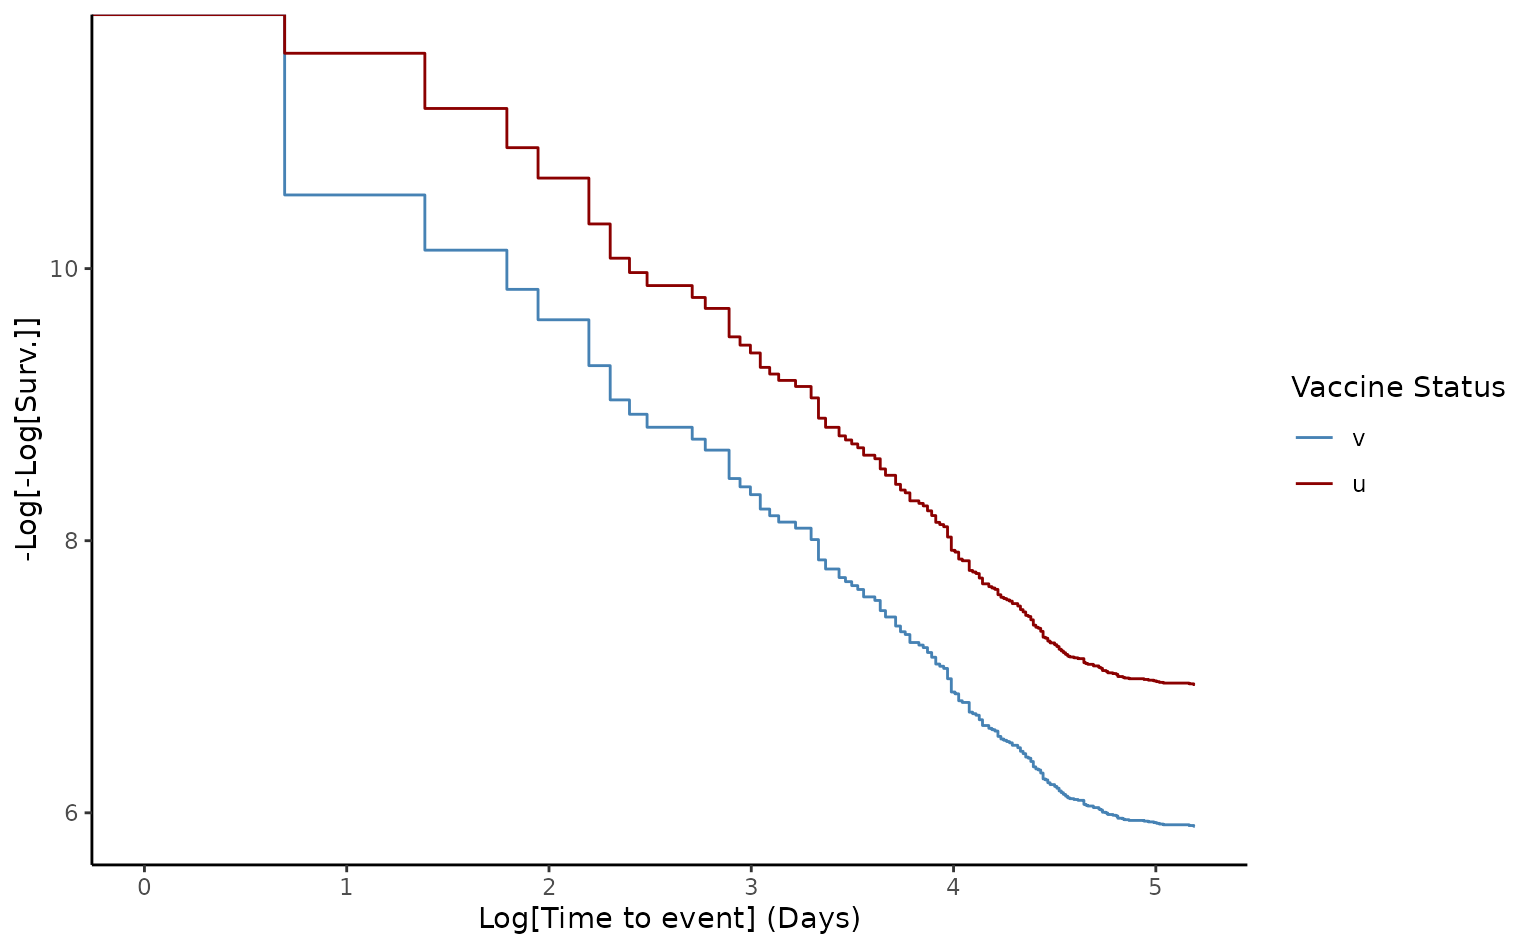 -Log[-Log[Surv.]]
10
8
6
0 1 2 3 4 5
Log[Time to event] (Days)
Vaccine Status
v
u